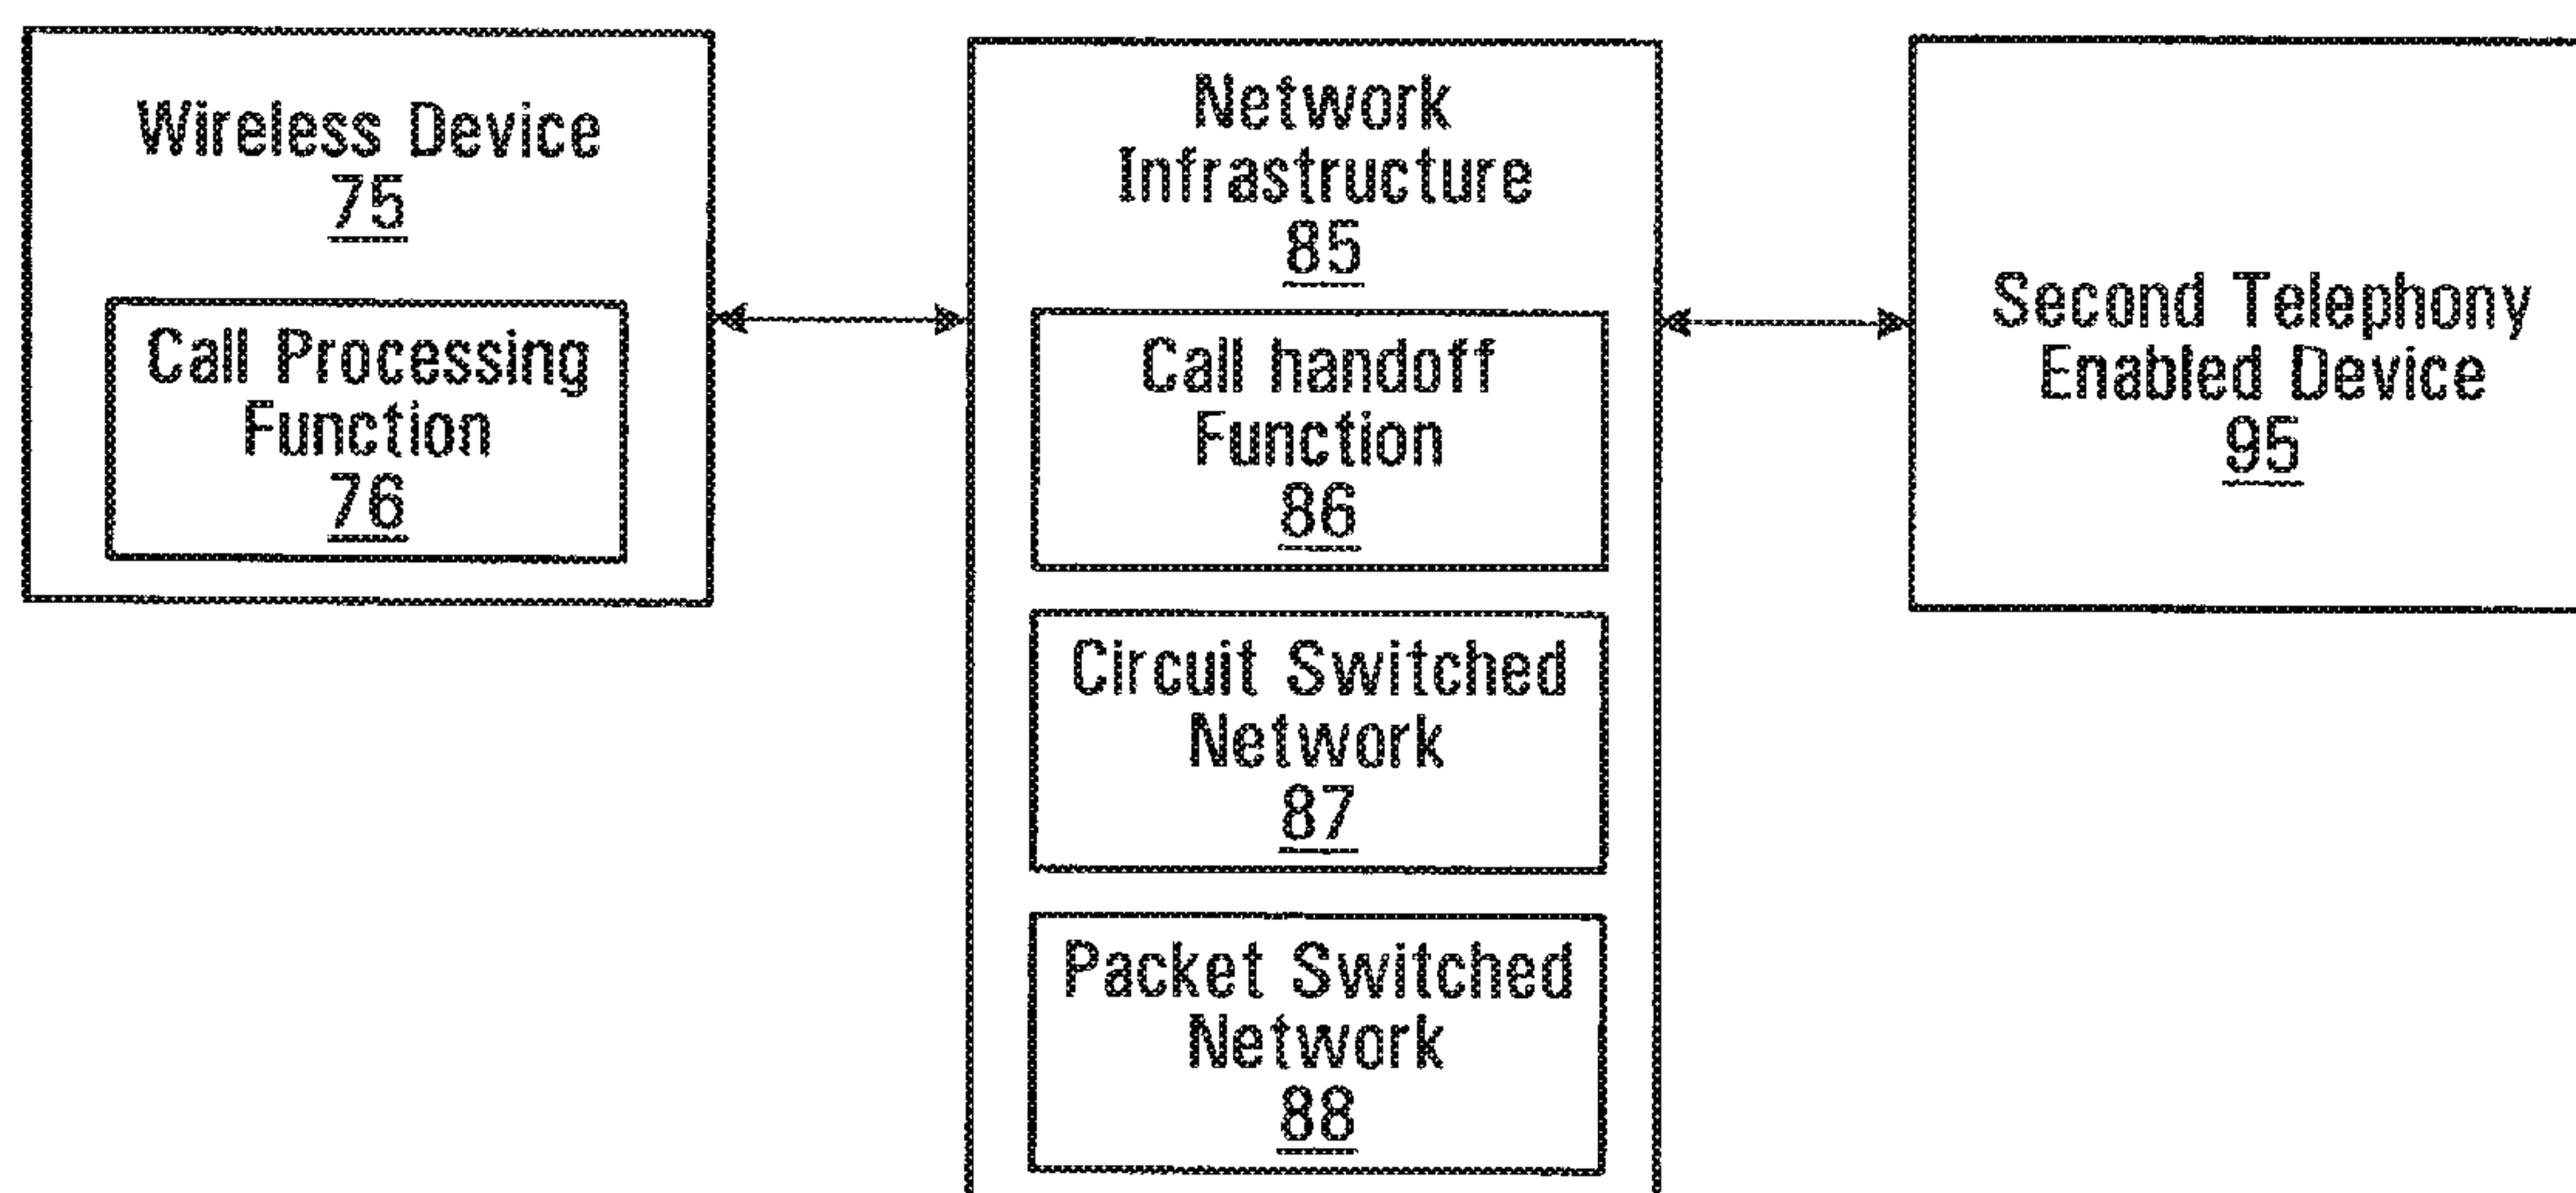 Wireless Device
75
Call Processing
Function
76
Network
Infrastructure
85
Call handoff
Function
86
Circuit Switched
Network
87
Packet Switched
Network
88
Second Telephony
Enabled Device
95